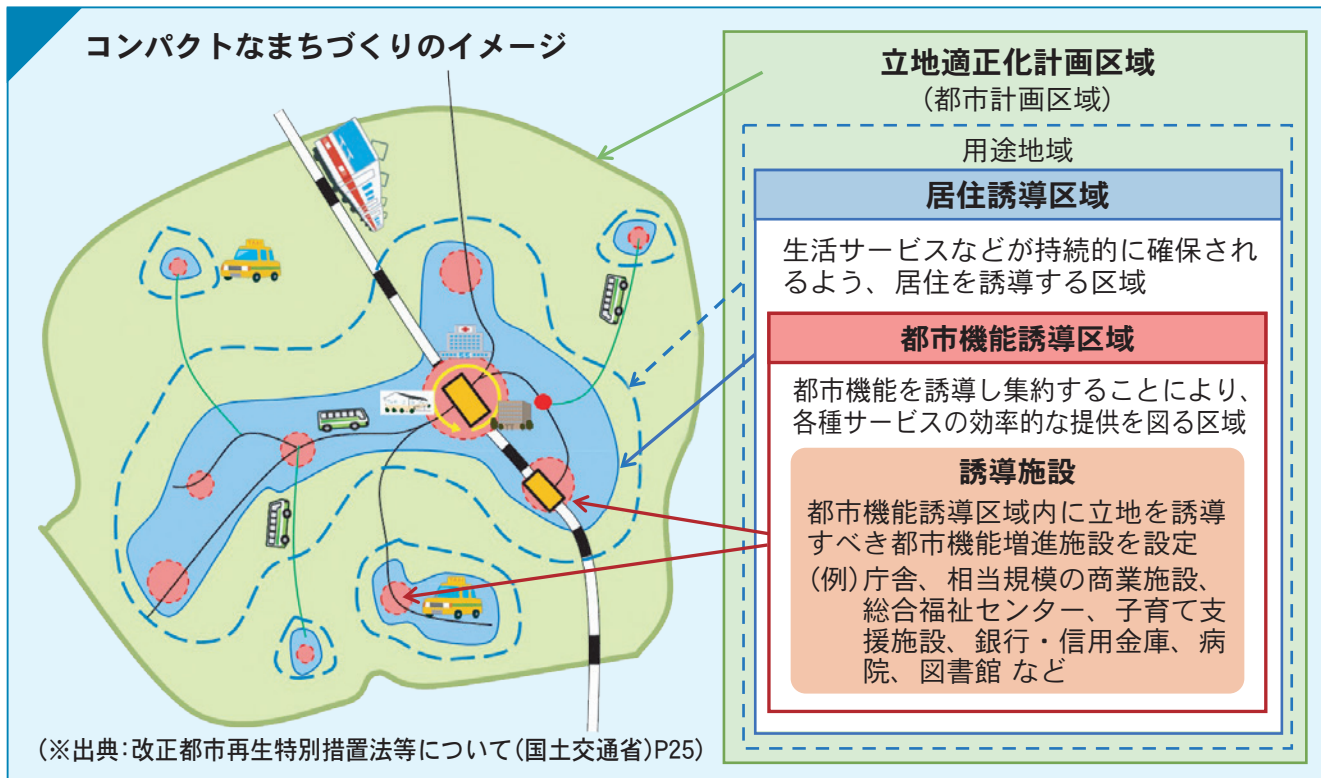 コンパクトなまちづくりのイメージ
立地適正化計画区域
(都市計画区域)
用途地域
居住誘導区域
生活サービスなどが持続的に確保され
るよう、居住を誘導する区域
都市機能誘導区域
都市機能を誘導し集約することにより、
各種サービスの効率的な提供を図る区域
誘導施設
都市機能誘導区域内に立地を誘導
すべき都市機能増進施設を設定
(例)庁舎、相当規模の商業施設、
総合福祉センター、子育て支
援施設、銀行・信用金庫、病
院、図書館 など
(※出典:改正都市再生特別措置法等について(国土交通省)P25)